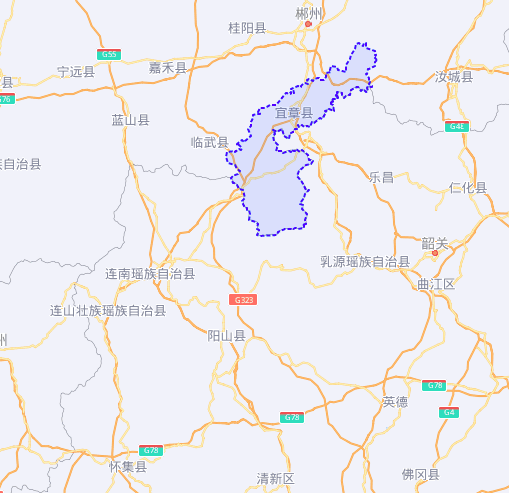 郴州
桂阳县
G55
宁远县
嘉禾县
汝城县
县
G76
蓝山县
宜章县
G4E
临武县
自治县
乐昌
仁化县
韶关
乳源瑶族自治县
连南瑶族自治县
曲江区
G323
连山壮族瑶族自治县
阳山县
州
G78
英德
G4
G78
G78
怀集县
清新区
佛冈县